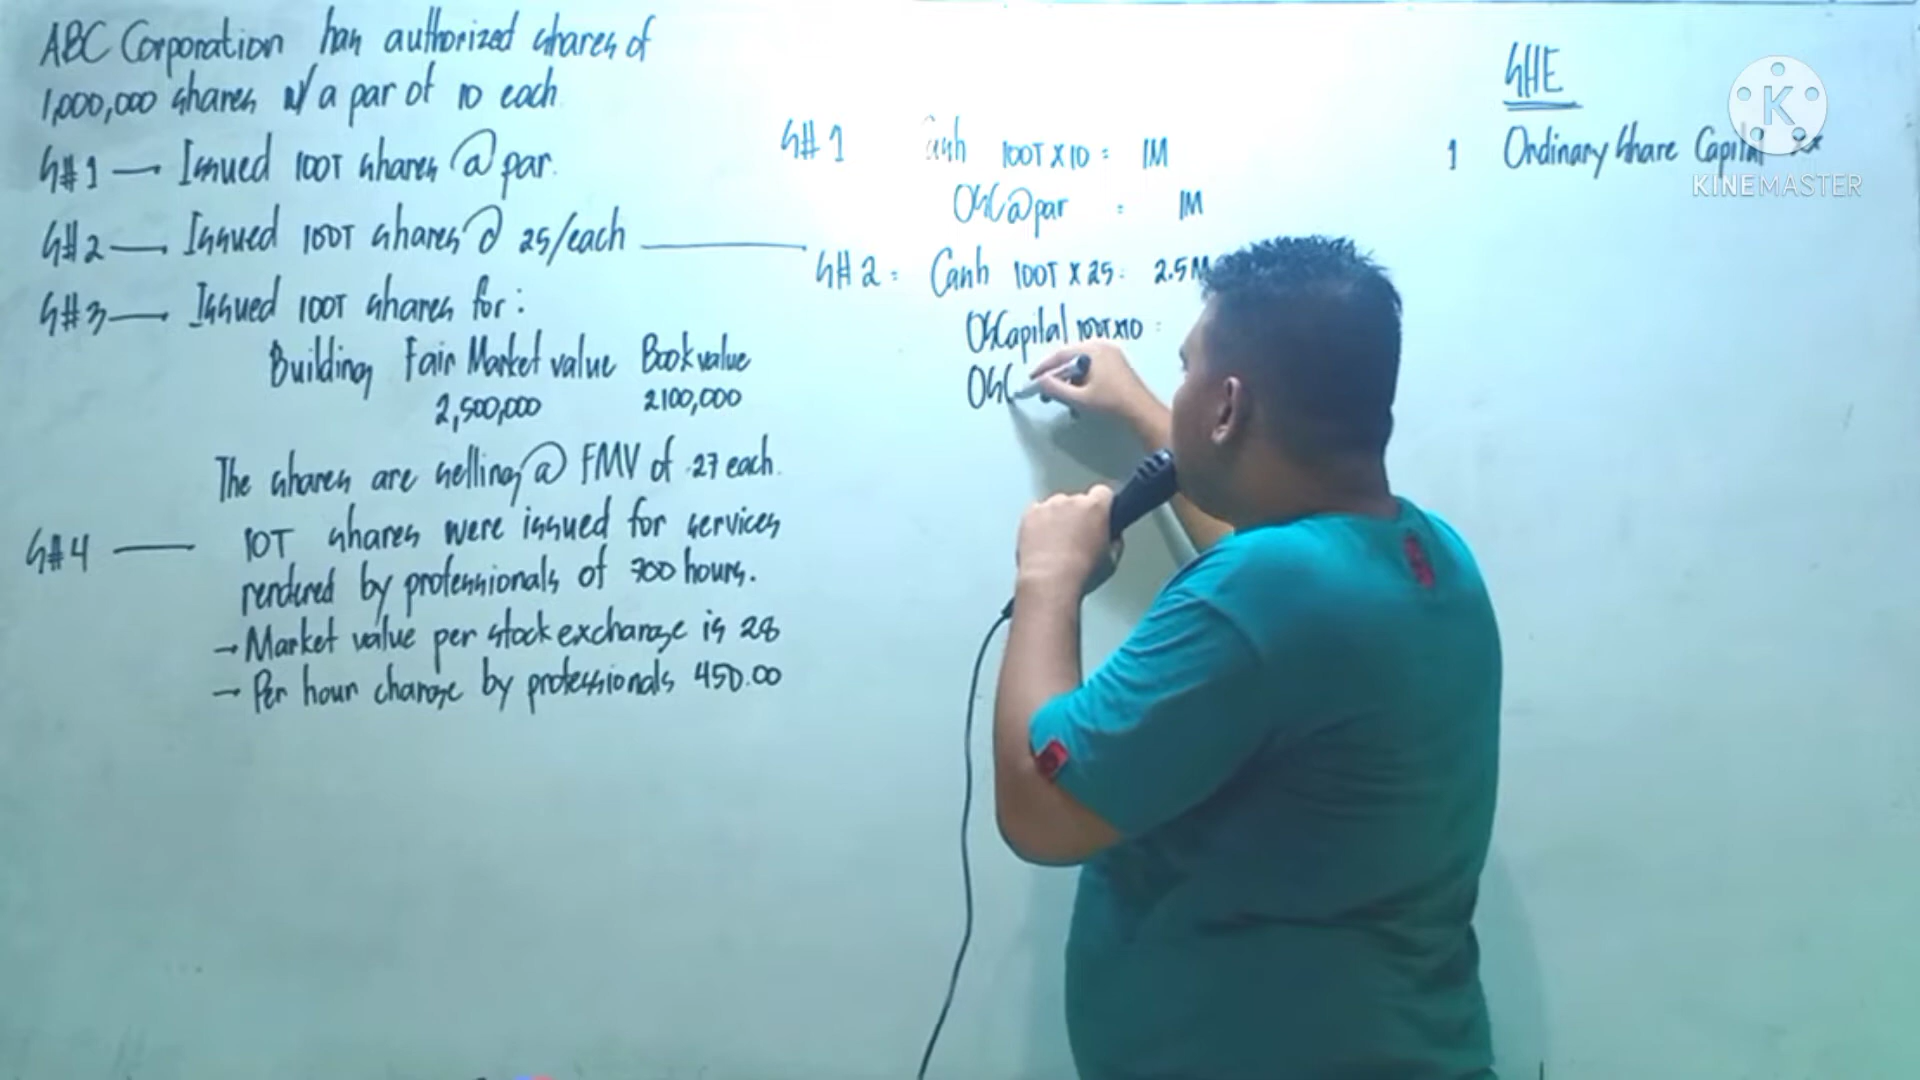 ABC Corporation has authorized shares of
1,000,000 shares w/ a par of 10 each
S#1 — Issued 100T shares @ par.
S#2 — Issued 100T shares @ 25/each
S#3 — Issued 100T shares for:
Building Fair Market value Book value
2,500,000 2100,000
The shares are selling @ FMV of 27 each.
S#4 — 10T shares were issued for services
rendered by professionals of 700 hours.
→ Market value per stock exchange is 28
→ Per hour charge by professionals 450.00
S#1 Cash 100T X 10 = 1M
OSC@par = 1M
S#2 = Cash 100T X 25 = 2.5M
OSCapital 100T X10 =
OSC
SHE
1 Ordinary Share Capital xx
K
KINEMASTER